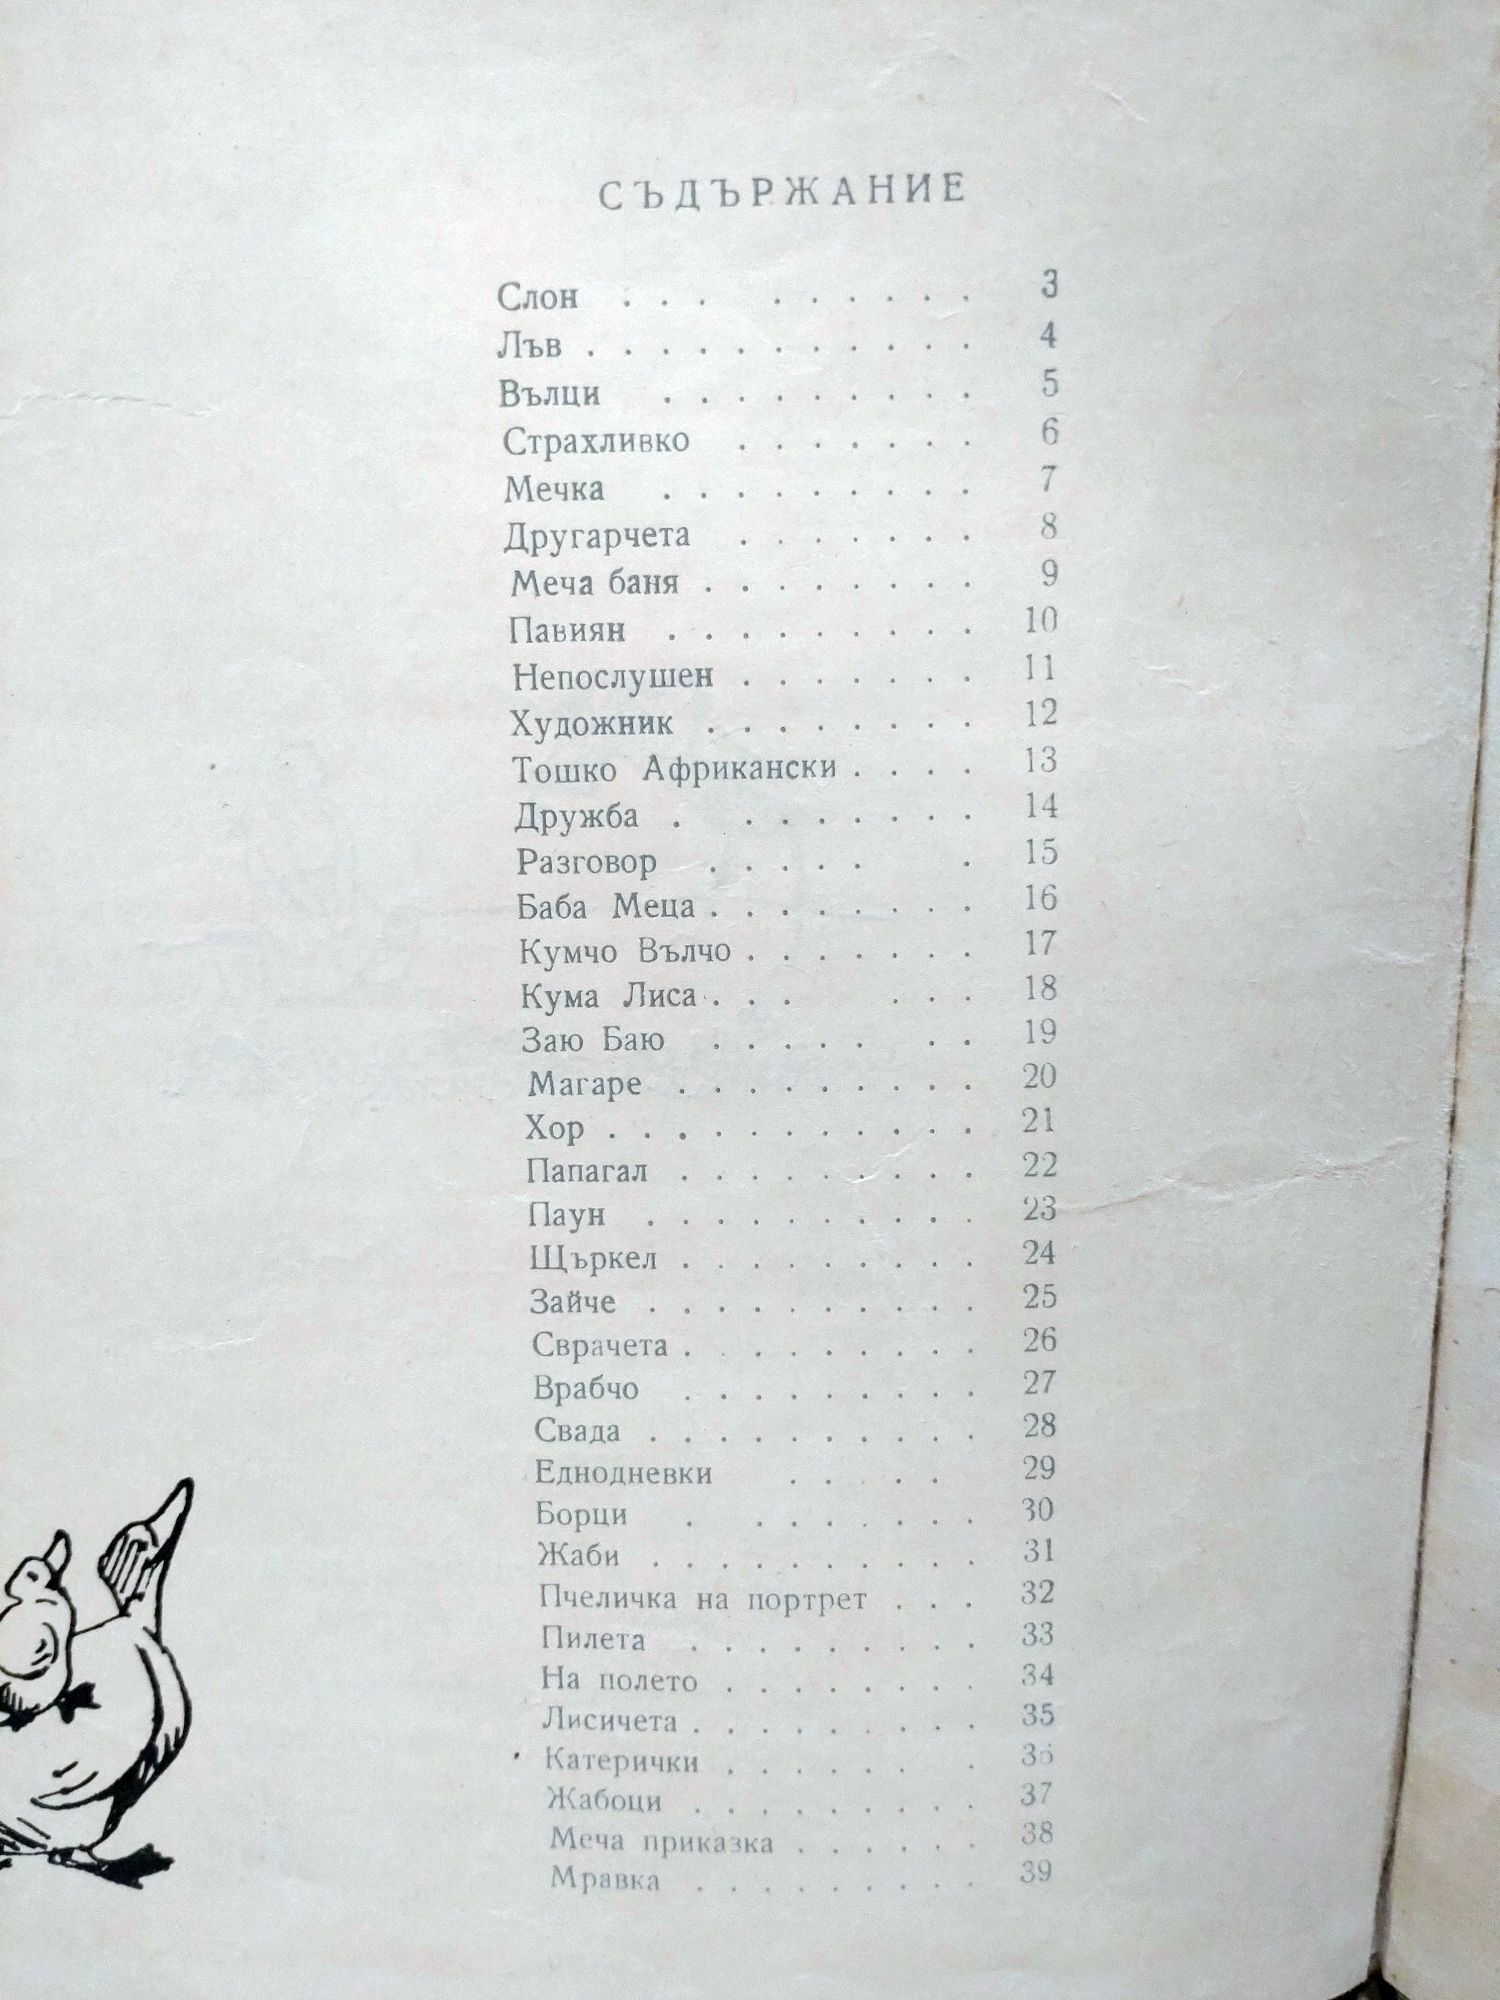 СЪДЪРЖАНИЕ
Слон . . . . . . . . . 3
Лъв . . . . . . . . . . . 4
Вълци . . . . . . . . . 5
Страхливко . . . . . . . 6
Мечка . . . . . . . . . 7
Другарчета . . . . . . . 8
Меча баня . . . . . . . . 9
Павиян . . . . . . . . . 10
Непослушен . . . . . . . 11
Художник . . . . . . . . 12
Тошко Африкански . . . . 13
Дружба . . . . . . . . 14
Разговор . . . . . . 15
Баба Меца . . . . . . . . 16
Кумчо Вълчо . . . . . . . 17
Кума Лиса . . . . . . 18
Заю Баю . . . . . . . 19
Магаре . . . . . . . . . 20
Хор . . . . . . . . . . . 21
Папагал . . . . . . . . . 22
Паун . . . . . . . . . . 23
Щъркел . . . . . . . . . 24
Зайче . . . . . . . . . . 25
Сврачета . . . . . . . . . 26
Врабчо . . . . . . . . . 27
Свада . . . . . . . . . . 28
Еднодневки . . . . . 29
Борци . . . . . . . . 30
Жаби . . . . . . . . . . 31
Пчеличка на портрет . . . 32
Пилета . . . . . . . . . 33
На полето . . . . . . . . 34
Лисичета . . . . . . . . . 35
Катерички . . . . . . . 36
Жабоци . . . . . . . . . 37
Меча приказка . . . . . . 38
Мравка . . . . . . . . . 39